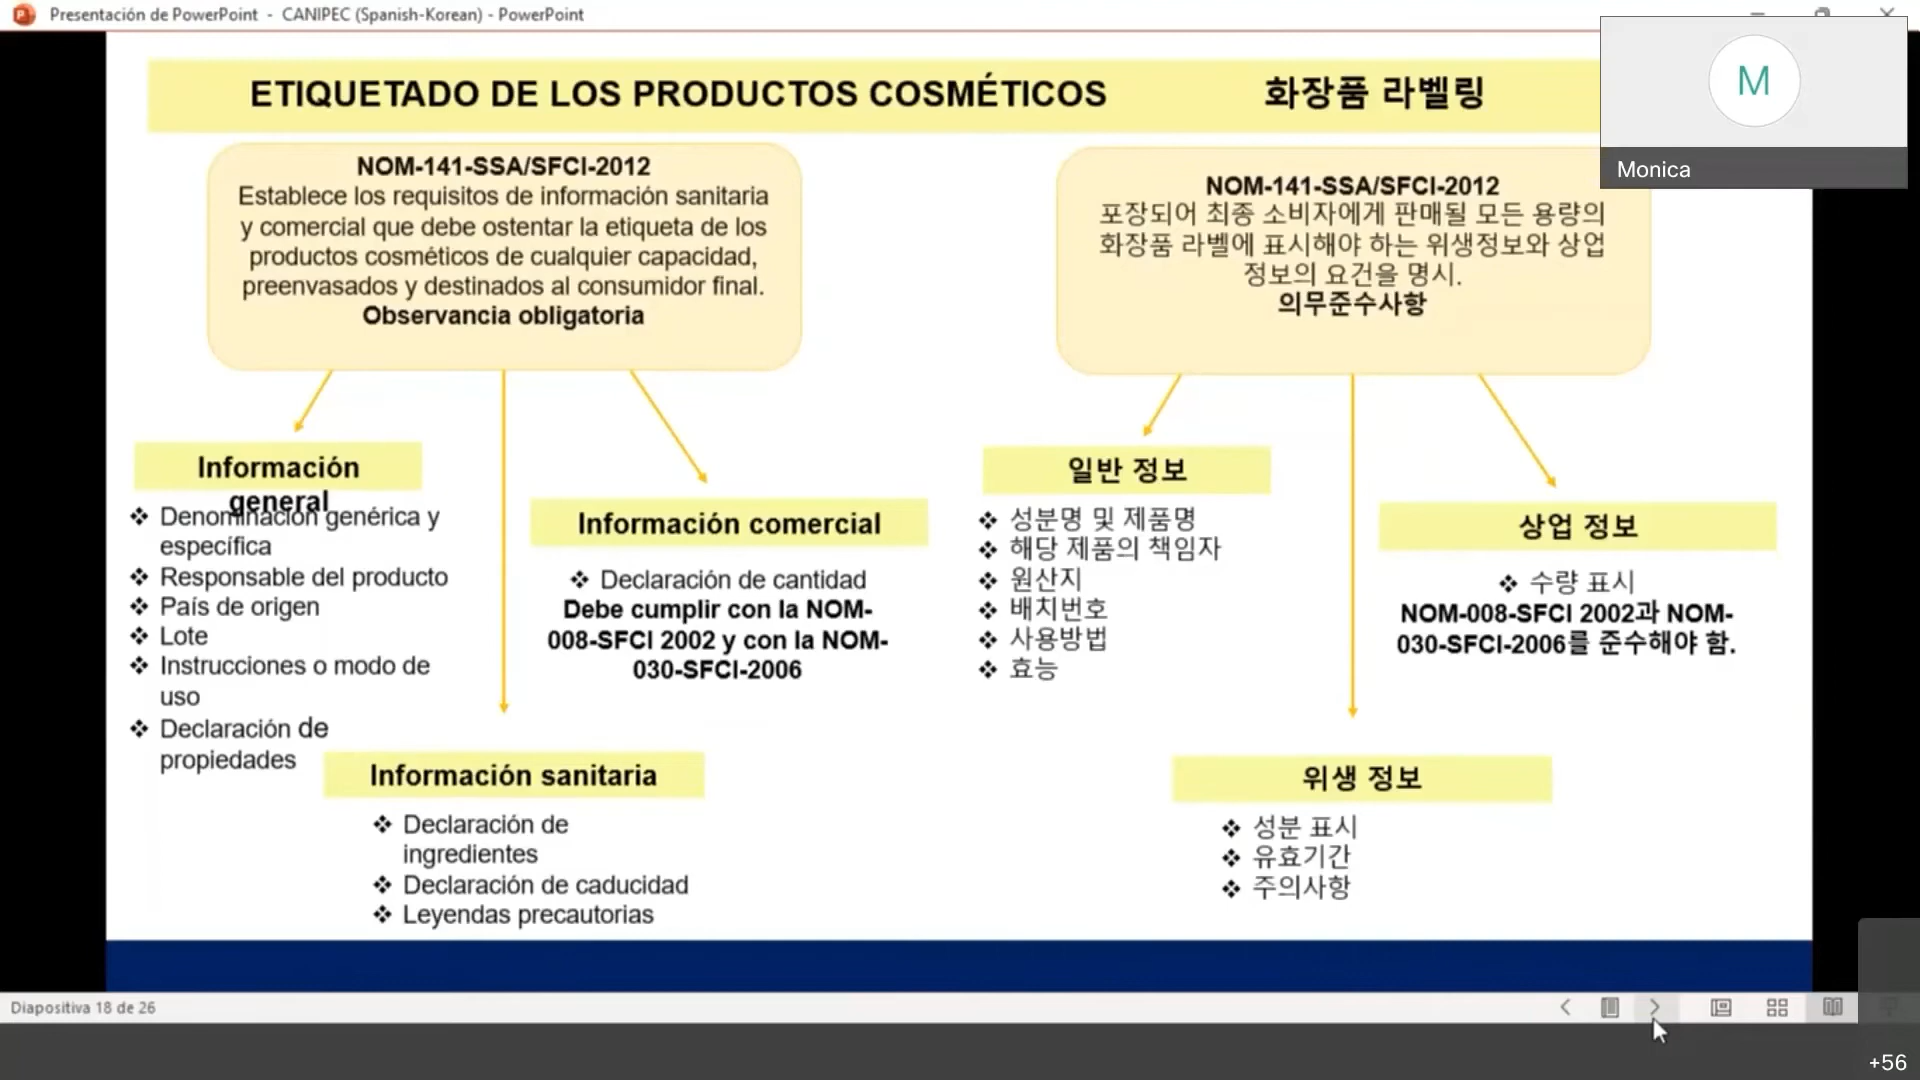 Presentación de PowerPoint - CANIPEC (Spanish-Korean) - PowerPoint
ETIQUETADO DE LOS PRODUCTOS COSMÉTICOS
화장품 라벨링
M
Monica
NOM-141-SSA/SFCI-2012
Establece los requisitos de información sanitaria
y comercial que debe ostentar la etiqueta de los
productos cosméticos de cualquier capacidad,
preenvasados y destinados al consumidor final.
Observancia obligatoria
Información
general
❖ Denominación genérica y
específica
❖ Responsable del producto
❖ País de origen
❖ Lote
❖ Instrucciones o modo de
uso
❖ Declaración de
propiedades
Información comercial
❖ Declaración de cantidad
Debe cumplir con la NOM-
008-SFCI 2002 y con la NOM-
030-SFCI-2006
Información sanitaria
❖ Declaración de
ingredientes
❖ Declaración de caducidad
❖ Leyendas precautorias
NOM-141-SSA/SFCI-2012
포장되어 최종 소비자에게 판매될 모든 용량의
화장품 라벨에 표시해야 하는 위생정보와 상업
정보의 요건을 명시.
의무준수사항
일반 정보
❖ 성분명 및 제품명
❖ 해당 제품의 책임자
❖ 원산지
❖ 배치번호
❖ 사용방법
❖ 효능
상업 정보
❖ 수량 표시
NOM-008-SFCI 2002과 NOM-
030-SFCI-2006를 준수해야 함.
위생 정보
❖ 성분 표시
❖ 유효기간
❖ 주의사항
Diapositiva 18 de 26
+56